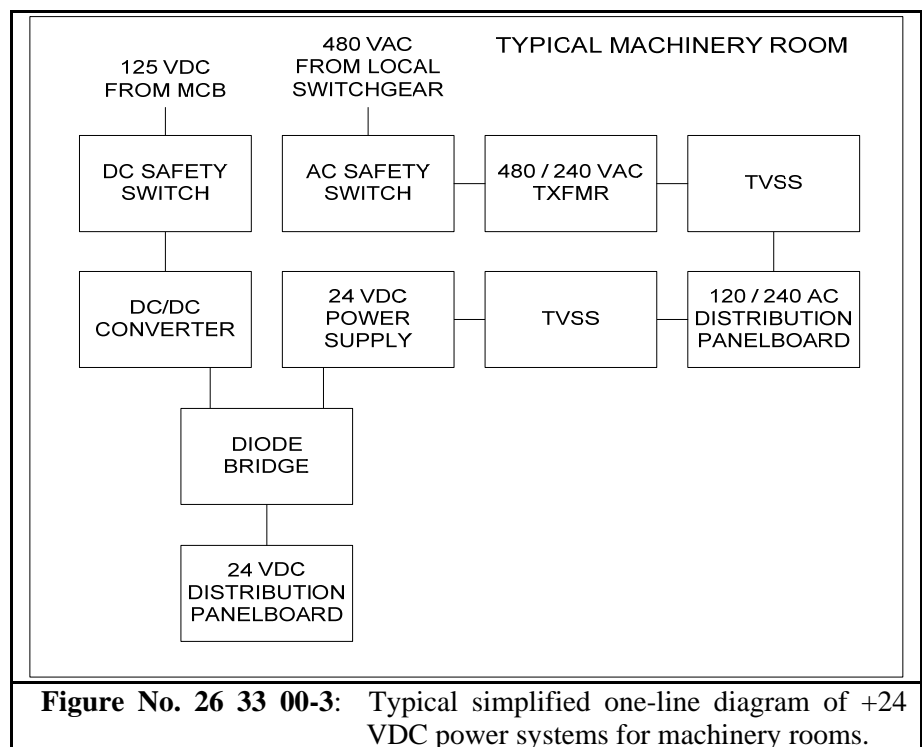 TYPICAL MACHINERY ROOM
125 VDC
FROM MCB
480 VAC
FROM LOCAL
SWITCHGEAR
DC SAFETY
SWITCH
AC SAFETY
SWITCH
480 / 240 VAC
TXFMR
TVSS
DC/DC
CONVERTER
24 VDC
POWER
SUPPLY
TVSS
120 / 240 AC
DISTRIBUTION
PANELBOARD
DIODE
BRIDGE
24 VDC
DISTRIBUTION
PANELBOARD
Figure No. 26 33 00-3: Typical simplified one-line diagram of +24
VDC power systems for machinery rooms.